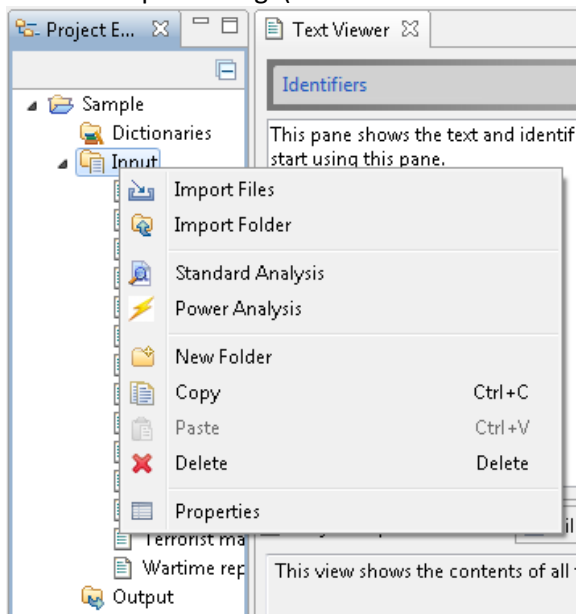 Project E...
Text Viewer
Identifiers
Sample
Dictionaries
This pane shows the text and identif
start using this pane.
Input
Import Files
Import Folder
Standard Analysis
Power Analysis
New Folder
Copy Ctrl+C
Paste Ctrl+V
Delete Delete
Properties
Terrorist ma
Wartime rep
This view shows the contents of all
Output